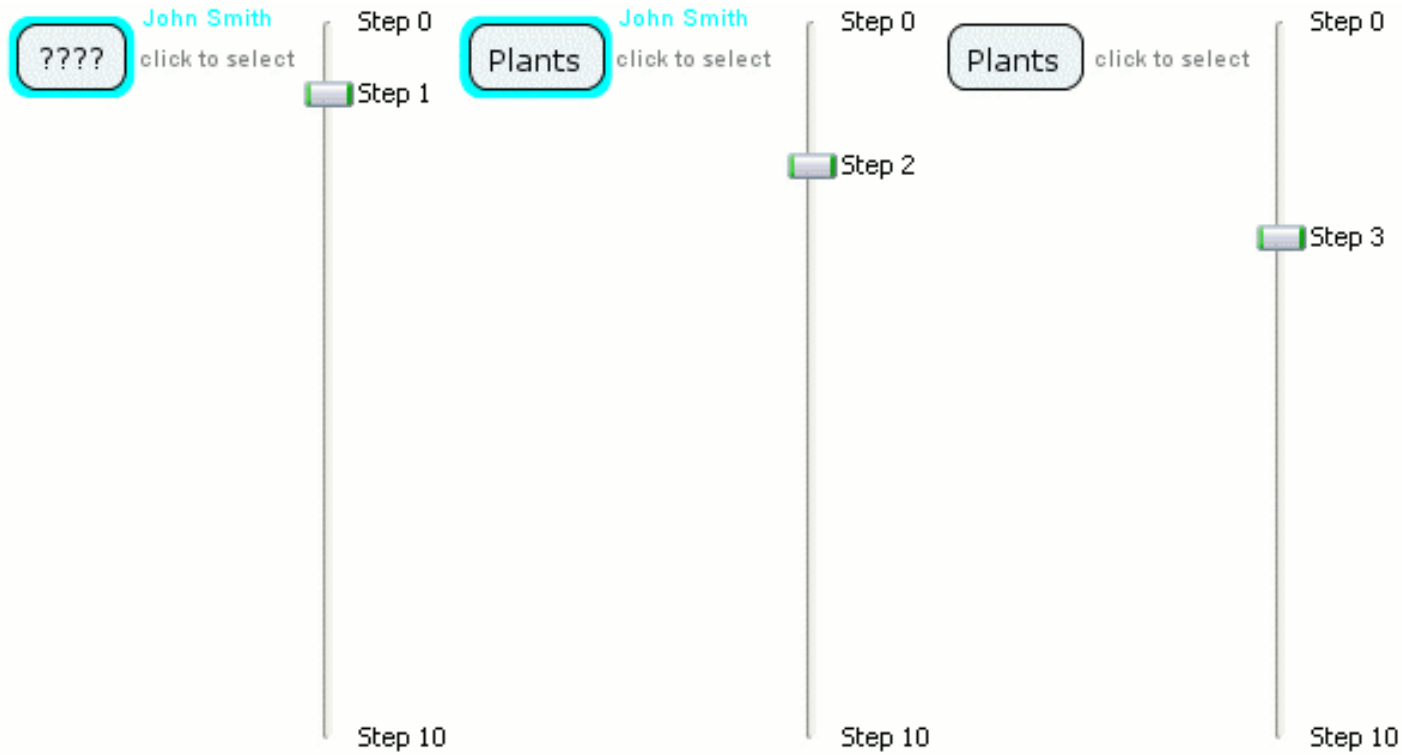 John Smith
????
click to select
Step 0
Step 1
Step 10
John Smith
Plants
click to select
Step 0
Step 2
Step 10
Plants
click to select
Step 0
Step 3
Step 10